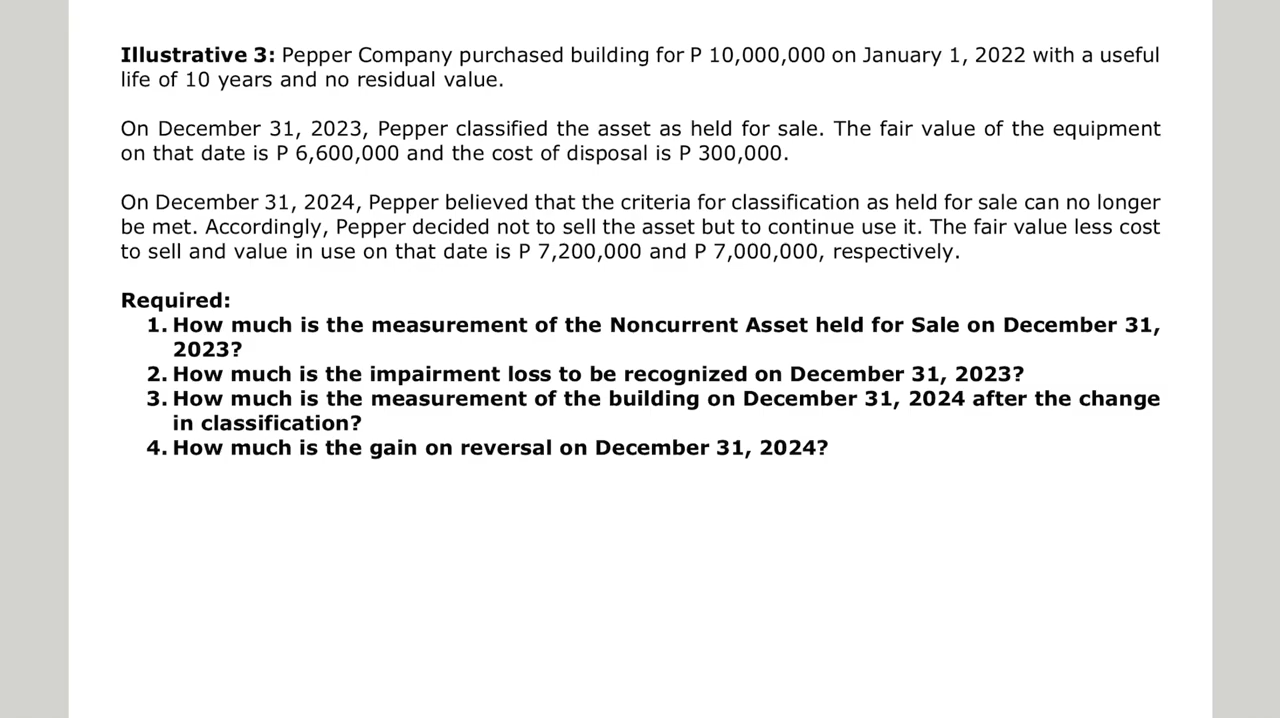 Illustrative 3: Pepper Company purchased building for P 10,000,000 on January 1, 2022 with a useful
life of 10 years and no residual value.
On December 31, 2023, Pepper classified the asset as held for sale. The fair value of the equipment
on that date is P 6,600,000 and the cost of disposal is P 300,000.
On December 31, 2024, Pepper believed that the criteria for classification as held for sale can no longer
be met. Accordingly, Pepper decided not to sell the asset but to continue use it. The fair value less cost
to sell and value in use on that date is P 7,200,000 and P 7,000,000, respectively.
Required:
1. How much is the measurement of the Noncurrent Asset held for Sale on December 31,
2023?
2. How much is the impairment loss to be recognized on December 31, 2023?
3. How much is the measurement of the building on December 31, 2024 after the change
in classification?
4. How much is the gain on reversal on December 31, 2024?